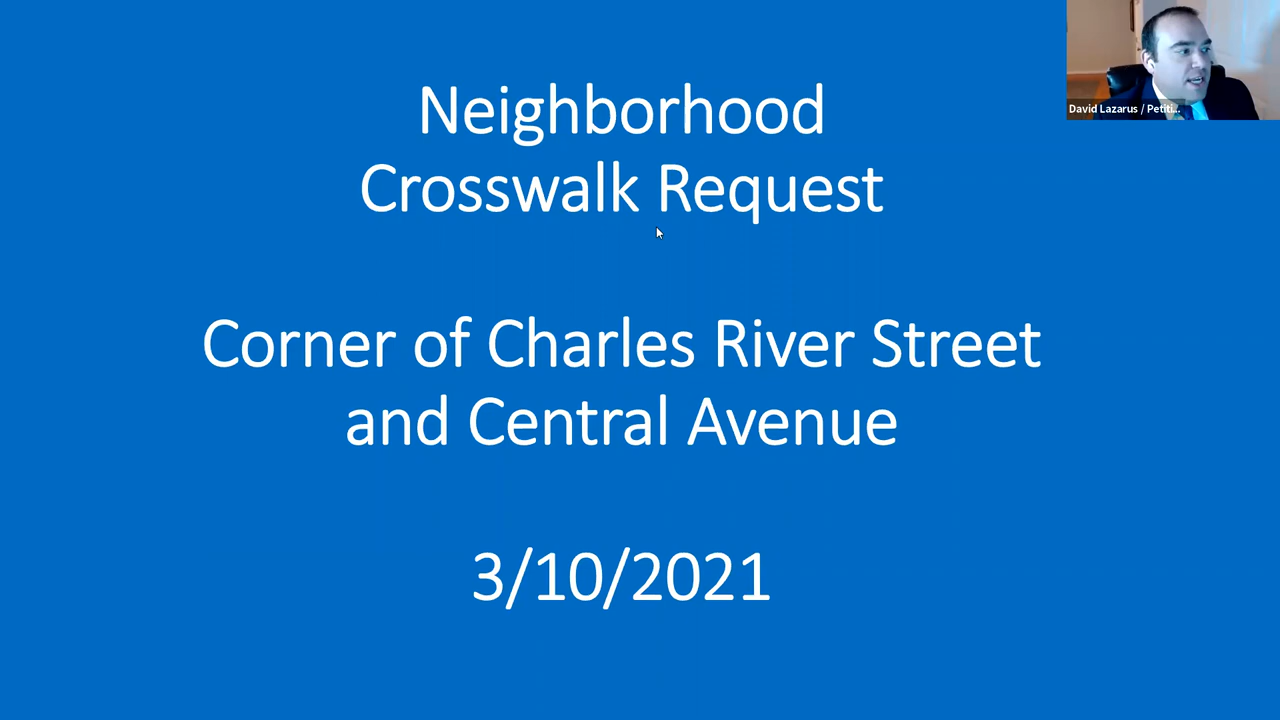 Neighborhood
Crosswalk Request
Corner of Charles River Street
and Central Avenue
3/10/2021
David Lazarus / Petiti...